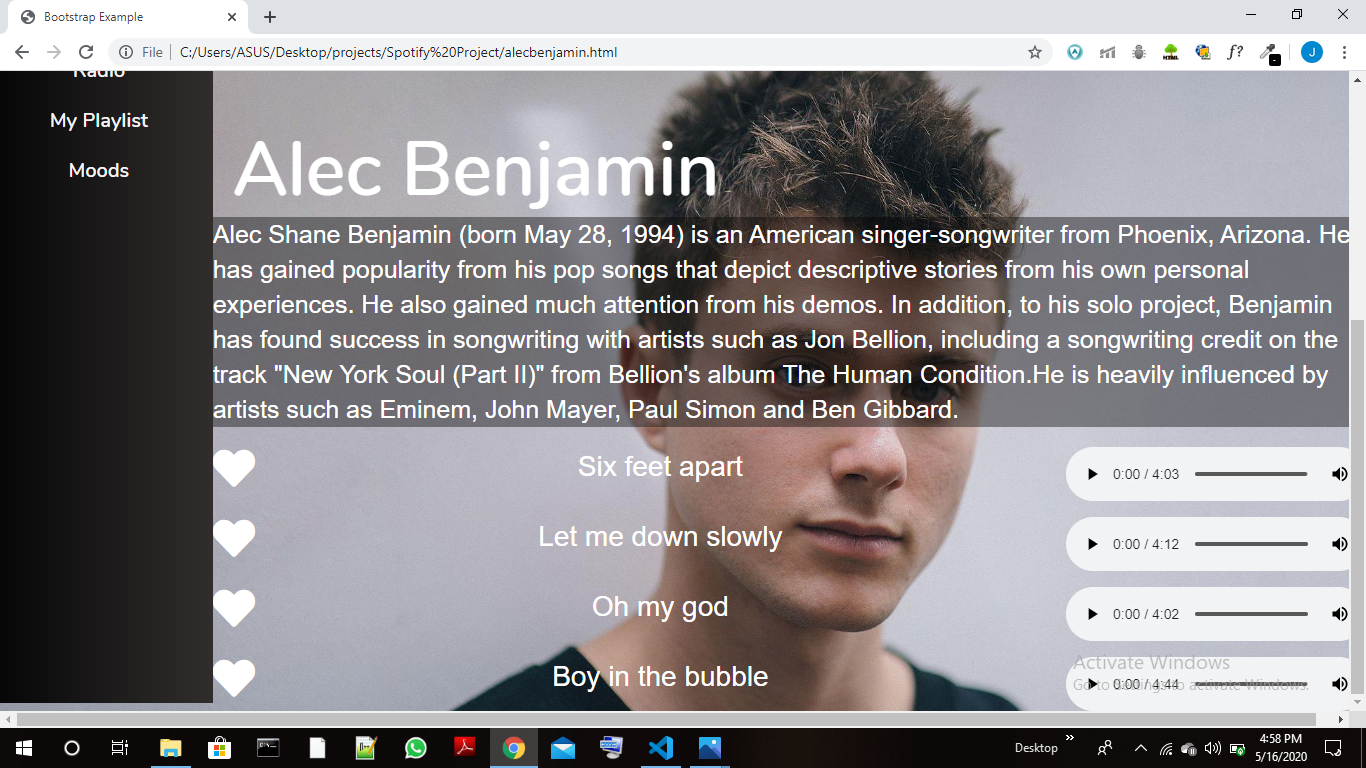 Bootstrap Example
File
C:/Users/ASUS/Desktop/projects/Spotify%20Project/alecbenjamin.html
f?
J
Radio
My Playlist
Moods
Alec Benjamin
Alec Shane Benjamin (born May 28, 1994) is an American singer-songwriter from Phoenix, Arizona. He
has gained popularity from his pop songs that depict descriptive stories from his own personal
experiences. He also gained much attention from his demos. In addition, to his solo project, Benjamin
has found success in songwriting with artists such as Jon Bellion, including a songwriting credit on the
track "New York Soul (Part II)" from Bellion's album The Human Condition.He is heavily influenced by
artists such as Eminem, John Mayer, Paul Simon and Ben Gibbard.
Six feet apart
0:00 / 4:03
Let me down slowly
0:00 / 4:12
Oh my god
0:00 / 4:02
Boy in the bubble
0:00 / 4:44
Activate Windows
Go to Settings to activate Windows.
Desktop
4:58 PM
5/16/2020